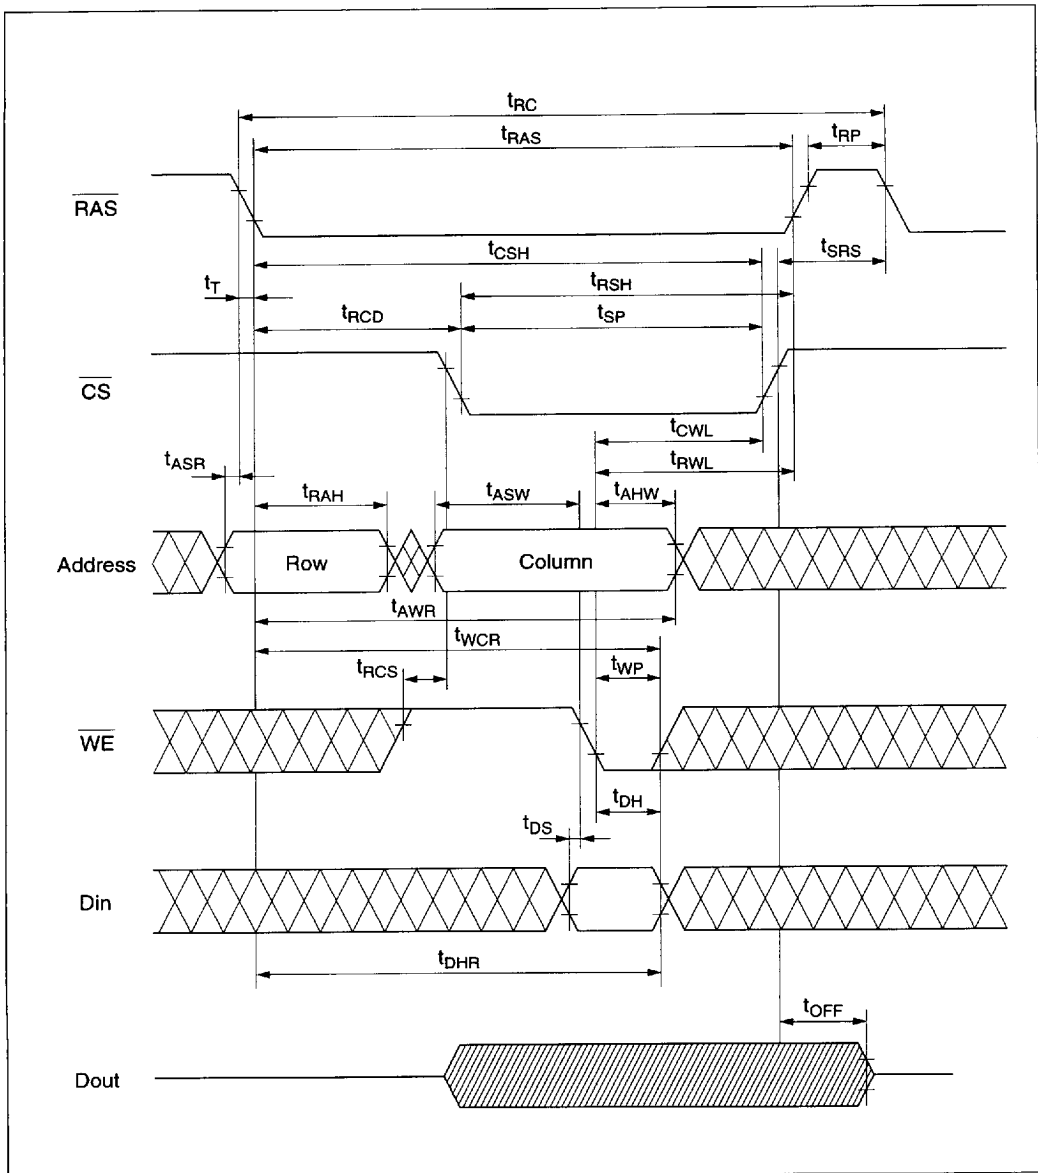 tRC
tRAS
tRP
RAS
tCSH
tSRS
tT
tRSH
tRCD
tSP
CS
tCWL
tASR
tRWL
tRAH
tASW
tAHW
Address
Row
Column
tAWR
tWCR
tRCS
tWP
WE
tDH
tDS
Din
tDHR
tOFF
Dout